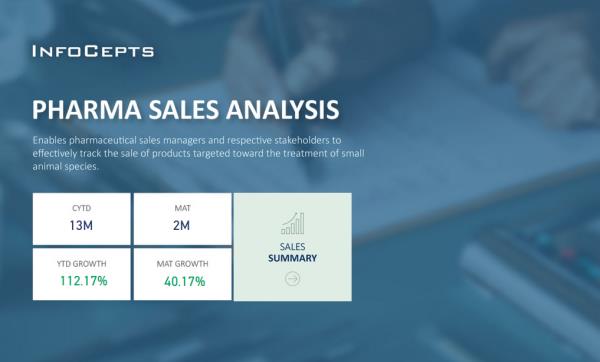 INFOCEPTS
PHARMA SALES ANALYSIS
Enables pharmaceutical sales managers and respective stakeholders to
effectively track the sale of products targeted toward the treatment of small
animal species.
CYTD
13M
MAT
2M
YTD GROWTH
112.17%
MAT GROWTH
40.17%
SALES
SUMMARY